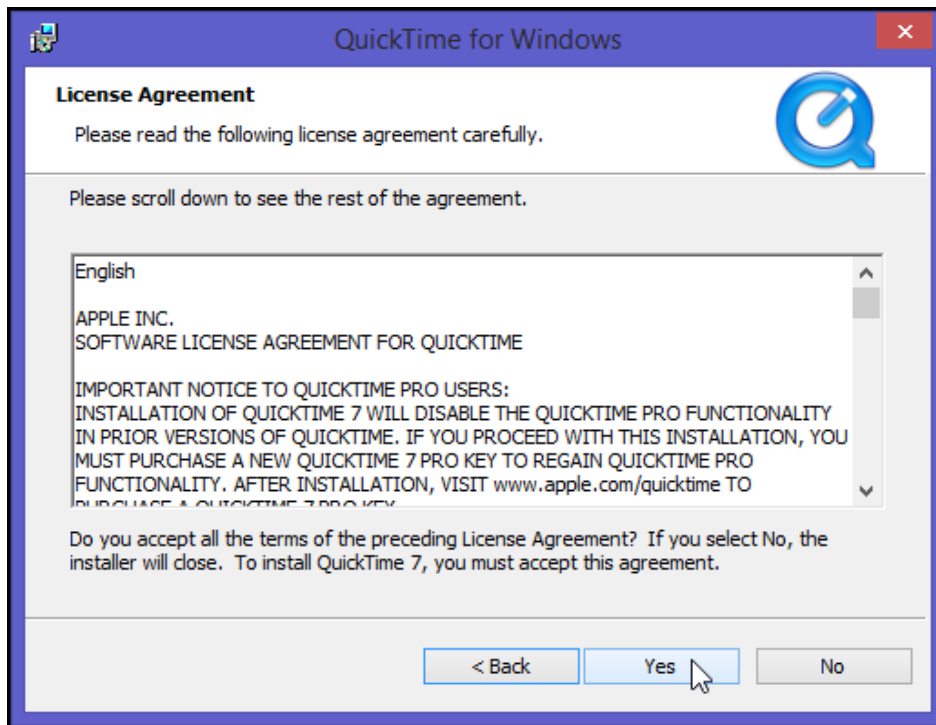 QuickTime for Windows
License Agreement
Please read the following license agreement carefully.
Please scroll down to see the rest of the agreement.
English
APPLE INC.
SOFTWARE LICENSE AGREEMENT FOR QUICKTIME
IMPORTANT NOTICE TO QUICKTIME PRO USERS:
INSTALLATION OF QUICKTIME 7 WILL DISABLE THE QUICKTIME PRO FUNCTIONALITY
IN PRIOR VERSIONS OF QUICKTIME. IF YOU PROCEED WITH THIS INSTALLATION, YOU
MUST PURCHASE A NEW QUICKTIME 7 PRO KEY TO REGAIN QUICKTIME PRO
FUNCTIONALITY. AFTER INSTALLATION, VISIT www.apple.com/quicktime TO
PURCHASE A QUICKTIME 7 PRO KEY
Do you accept all the terms of the preceding License Agreement? If you select No, the
installer will close. To install QuickTime 7, you must accept this agreement.
< Back Yes No